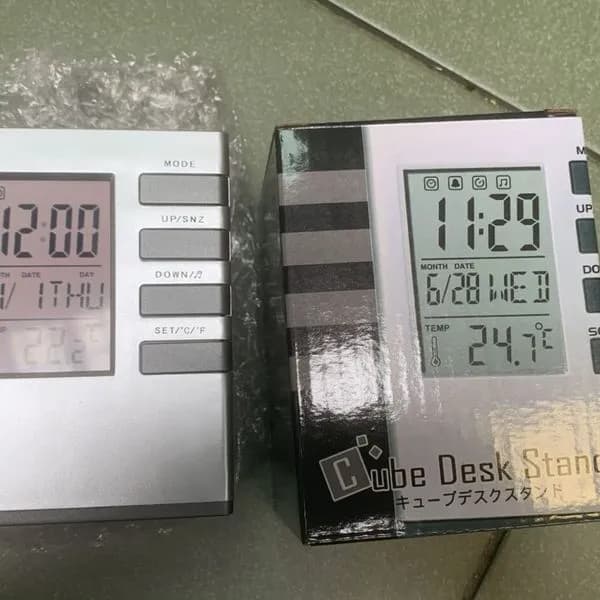 MODE
UP/SNZ
DOWN/♫
SET/°C/°F
12:00
DATE DAY
1THU
22.2°C
11:29
MONTH DATE
6/28 WED
TEMP
24.7°C
Cube Desk Stand
キューブデスクスタンド